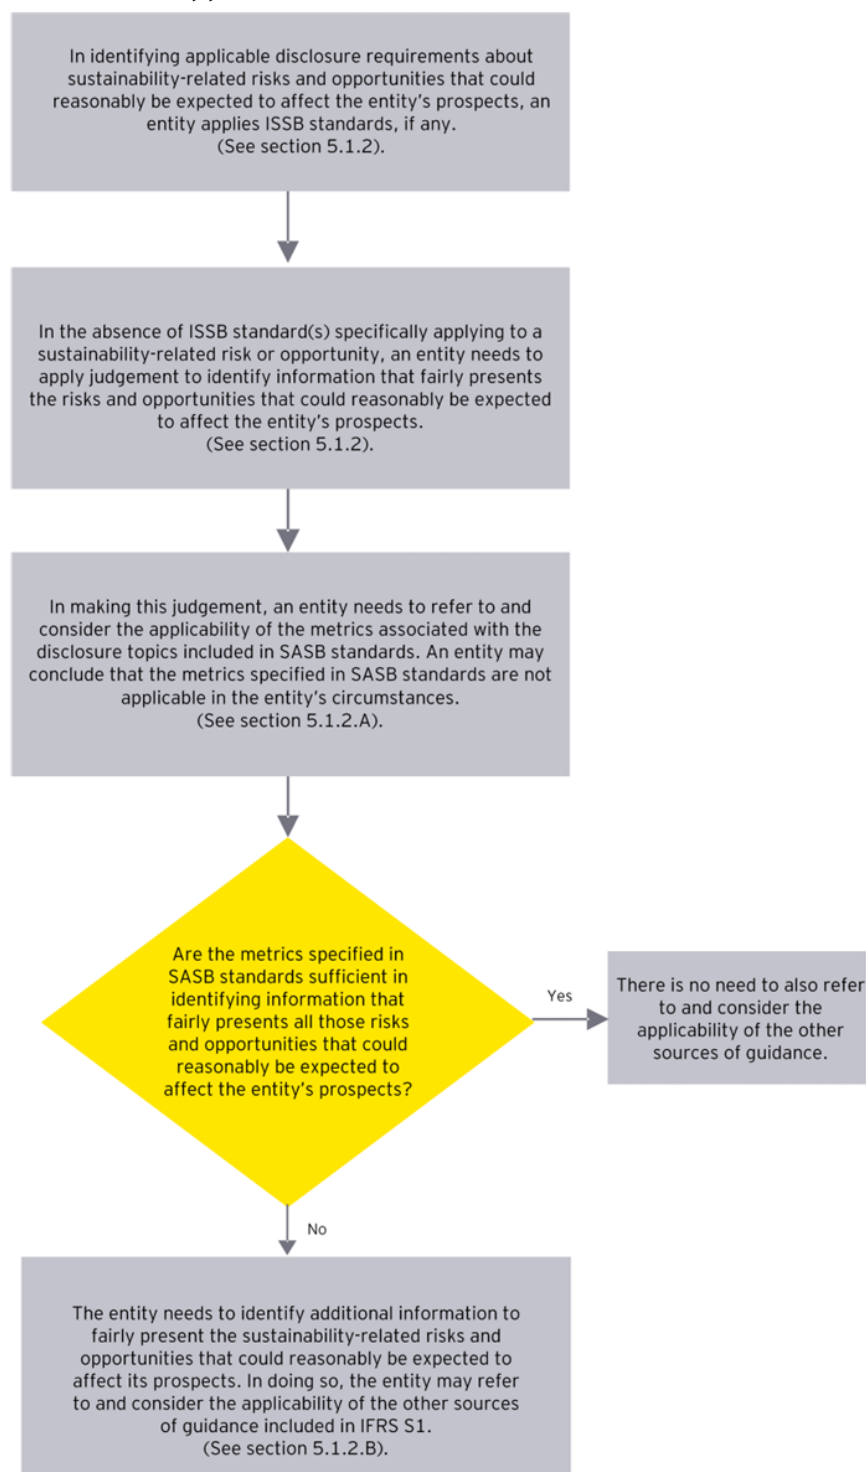 In identifying applicable disclosure requirements about
sustainability-related risks and opportunities that could
reasonably be expected to affect the entity's prospects, an
entity applies ISSB standards, if any.
(See section 5.1.2).
In the absence of ISSB standard(s) specifically applying to a
sustainability-related risk or opportunity, an entity needs to
apply judgement to identify information that fairly presents
the risks and opportunities that could reasonably be expected
to affect the entity's prospects.
(See section 5.1.2).
In making this judgement, an entity needs to refer to and
consider the applicability of the metrics associated with the
disclosure topics included in SASB standards. An entity may
conclude that the metrics specified in SASB standards are not
applicable in the entity's circumstances.
(See section 5.1.2.A).
Are the metrics specified in
SASB standards sufficient in
identifying information that
fairly presents all those risks
and opportunities that could
reasonably be expected to
affect the entity's prospects?
Yes
There is no need to also refer
to and consider the
applicability of the other
sources of guidance.
No
The entity needs to identify additional information to
fairly present the sustainability-related risks and
opportunities that could reasonably be expected to
affect its prospects. In doing so, the entity may refer
to and consider the applicability of the other sources
of guidance included in IFRS S1.
(See section 5.1.2.B).